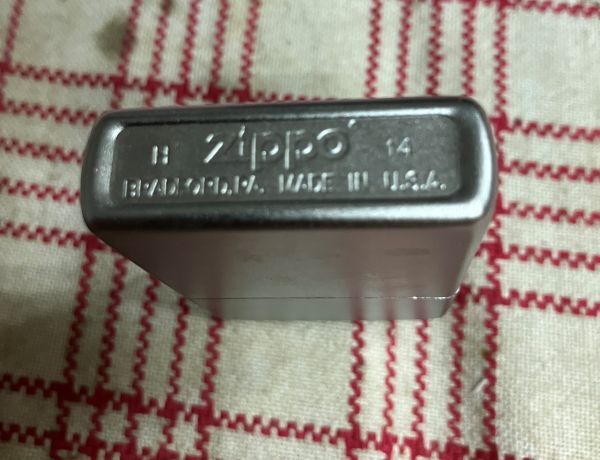 H zippo 14
BRADFORD, PA. MADE IN U.S.A.